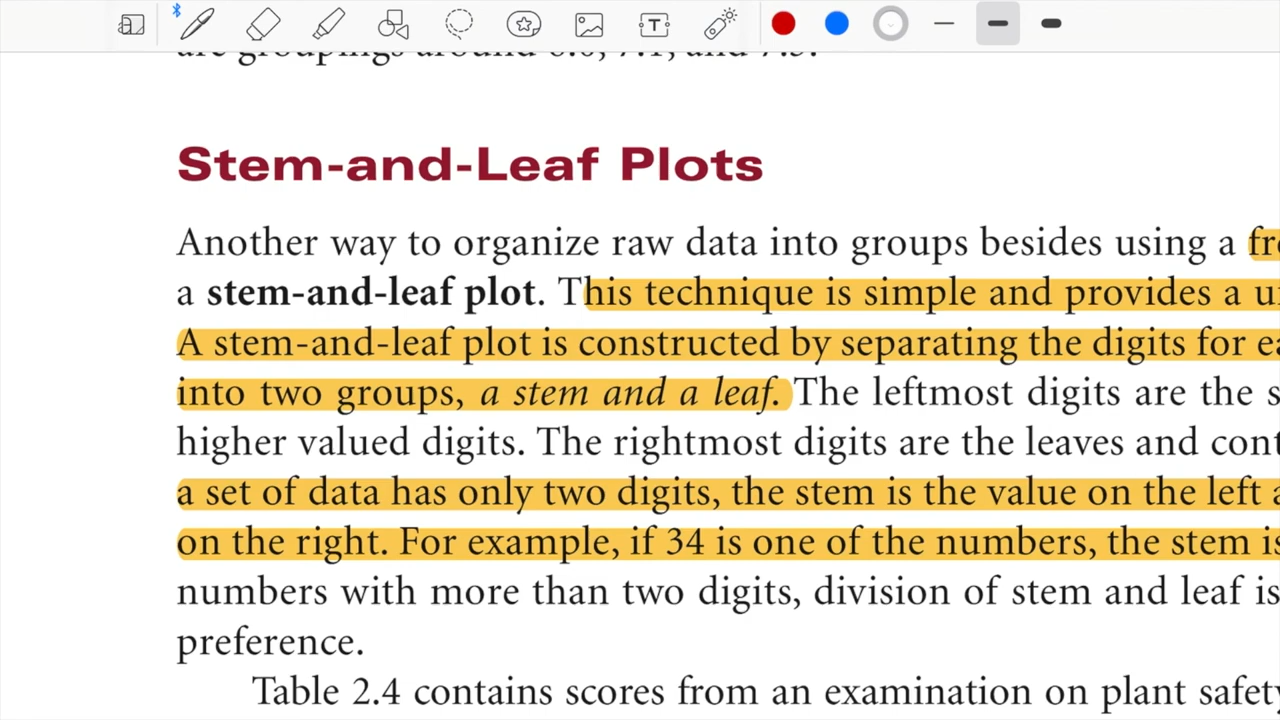 Stem-and-Leaf Plots
Another way to organize raw data into groups besides using a
a stem-and-leaf plot. This technique is simple and provides a
A stem-and-leaf plot is constructed by separating the digits for
into two groups, a stem and a leaf. The leftmost digits are the
higher valued digits. The rightmost digits are the leaves and
a set of data has only two digits, the stem is the value on the left
on the right. For example, if 34 is one of the numbers, the stem is
numbers with more than two digits, division of stem and leaf is
preference.
Table 2.4 contains scores from an examination on plant safety